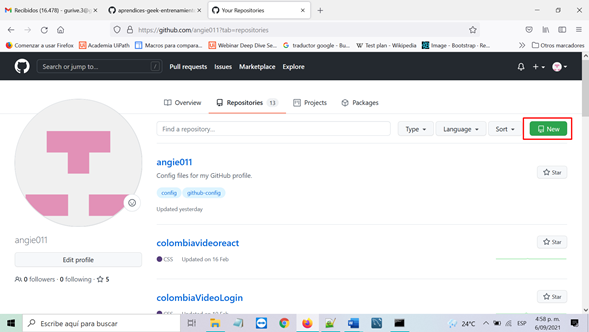 Recibidos (16.478) - gurive.3@g
aprendices-geek-entrenamiento
Your Repositories
https://github.com/angie011?tab=repositories
Comenzar a usar Firefox
Academia UiPath
Macros para compara...
Webinar Deep Dive Se...
traductor google - Bu...
Test plan - Wikipedia
Image · Bootstrap · Re...
Otros marcadores
Search or jump to...
/
Pull requests
Issues
Marketplace
Explore
Overview
Repositories 13
Projects
Packages
Find a repository...
Type
Language
Sort
New
angie011
Config files for my GitHub profile.
Star
config
github-config
Updated yesterday
angie011
colombiavideoreact
Star
Edit profile
CSS
Updated on 16 Feb
0 followers · 0 following · 5
colombiaVideoLogin
Star
Escribe aquí para buscar
24°C
ESP
4:58 p. m.
6/09/2021